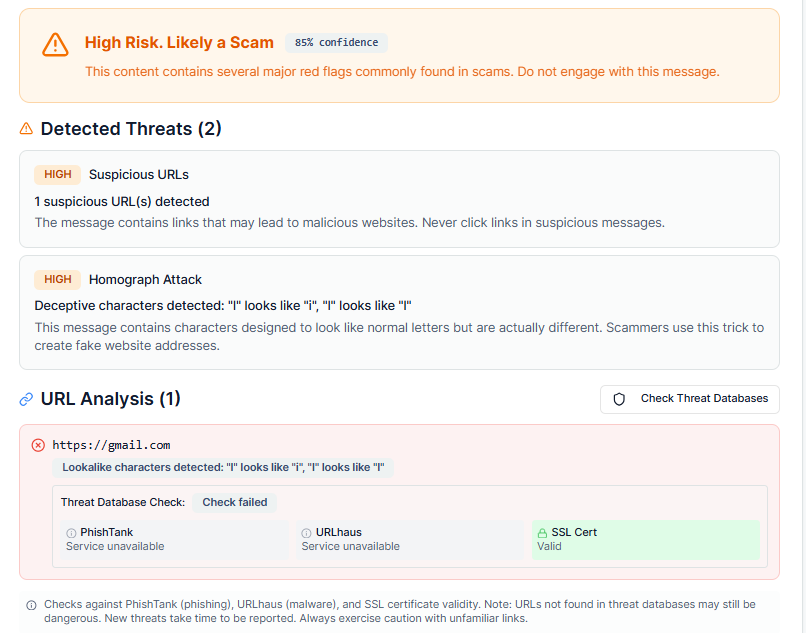 High Risk. Likely a Scam 85% confidence
This content contains several major red flags commonly found in scams. Do not engage with this message.
Detected Threats (2)
HIGH Suspicious URLs
1 suspicious URL(s) detected
The message contains links that may lead to malicious websites. Never click links in suspicious messages.
HIGH Homograph Attack
Deceptive characters detected: "l" looks like "i", "l" looks like "l"
This message contains characters designed to look like normal letters but are actually different. Scammers use this trick to
create fake website addresses.
URL Analysis (1)
Check Threat Databases
https://gmail.com
Lookalike characters detected: "l" looks like "i", "l" looks like "l"
Threat Database Check: Check failed
PhishTank
Service unavailable
URLhaus
Service unavailable
SSL Cert
Valid
Checks against PhishTank (phishing), URLhaus (malware), and SSL certificate validity. Note: URLs not found in threat databases may still be
dangerous. New threats take time to be reported. Always exercise caution with unfamiliar links.